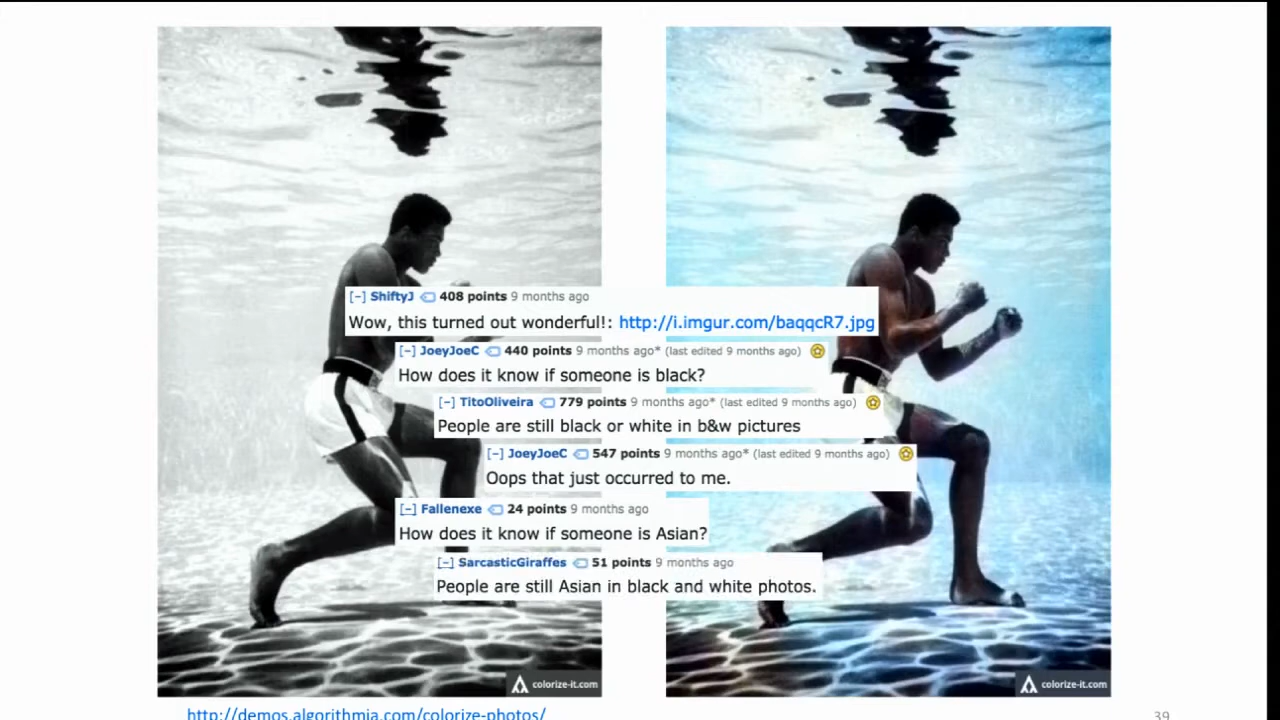 [–] ShiftyJ 408 points 9 months ago
Wow, this turned out wonderful!: http://i.imgur.com/baqqcR7.jpg
[–] JoeyJoeC 440 points 9 months ago* (last edited 9 months ago)
How does it know if someone is black?
[–] TitoOliveira 779 points 9 months ago* (last edited 9 months ago)
People are still black or white in b&w pictures
[–] JoeyJoeC 547 points 9 months ago* (last edited 9 months ago)
Oops that just occurred to me.
[–] Fallenexe 24 points 9 months ago
How does it know if someone is Asian?
[–] SarcasticGiraffes 51 points 9 months ago
People are still Asian in black and white photos.
colorize-it.com
colorize-it.com
http://demos.algorithmia.com/colorize-photos/
39